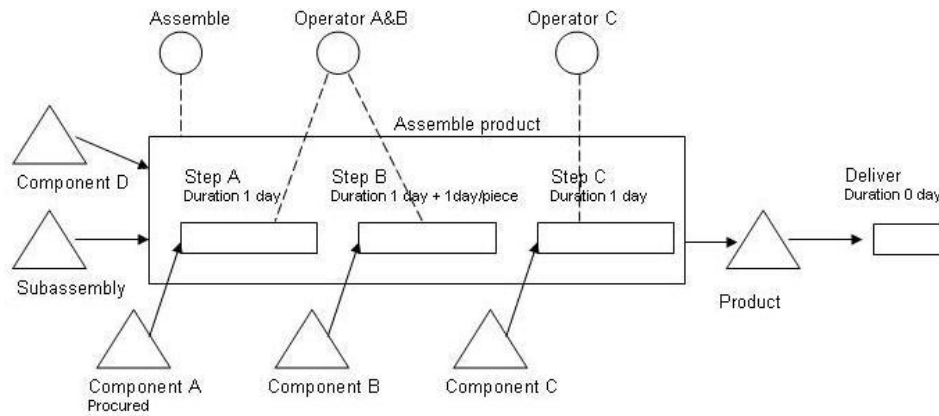 Assemble
Operator A&B
Operator C
Assemble product
Component D
Step A
Duration 1 day
Step B
Duration 1 day + 1day/piece
Step C
Duration 1 day
Deliver
Duration 0 day
Subassembly
Product
Component A
Procured
Component B
Component C